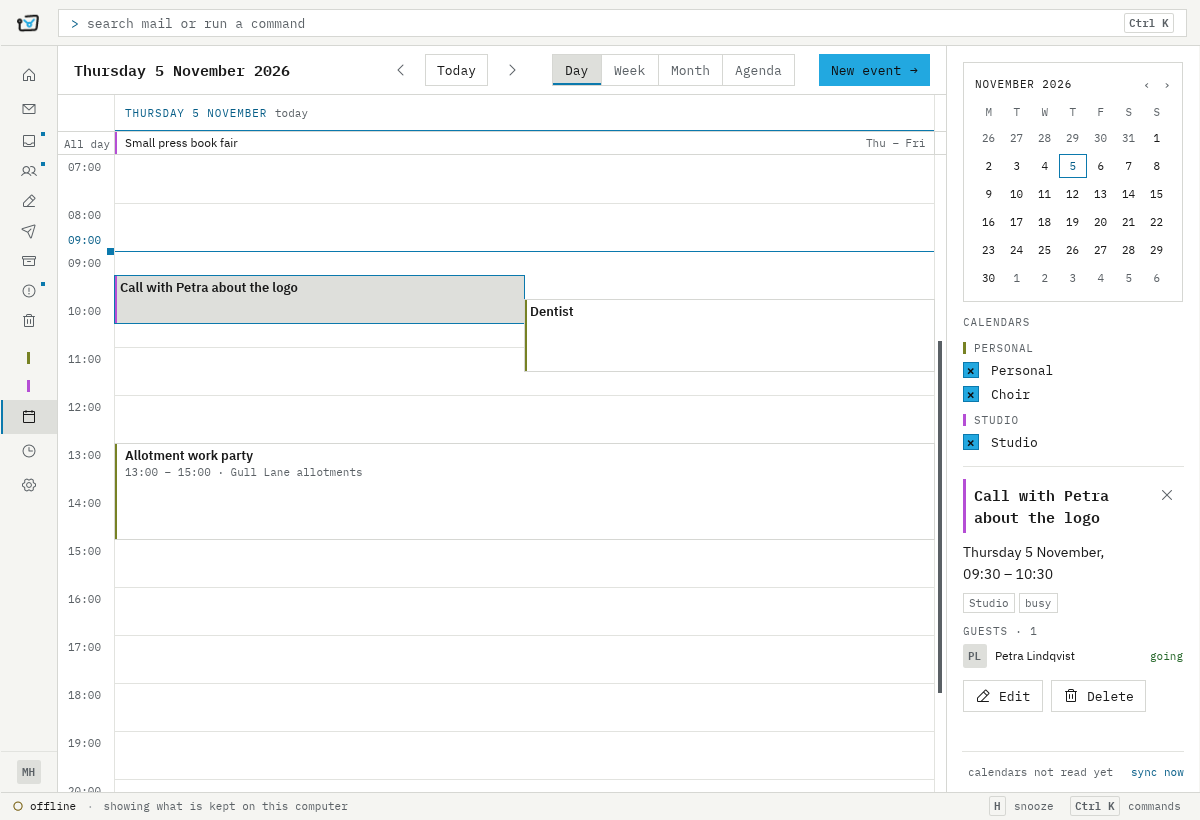 > search mail or run a command Ctrl K
Thursday 5 November 2026
Today
Day Week Month Agenda
New event →
THURSDAY 5 NOVEMBER today
All day Small press book fair Thu – Fri
07:00
08:00
09:00
09:00
Call with Petra about the logo
10:00 Dentist
11:00
12:00
13:00 Allotment work party
13:00 – 15:00 · Gull Lane allotments
14:00
15:00
16:00
17:00
18:00
19:00
20:00
NOVEMBER 2026 ‹ ›
M T W T F S S
26 27 28 29 30 31 1
2 3 4 5 6 7 8
9 10 11 12 13 14 15
16 17 18 19 20 21 22
23 24 25 26 27 28 29
30 1 2 3 4 5 6
CALENDARS
PERSONAL
Personal
Choir
STUDIO
Studio
Call with Petra
about the logo
Thursday 5 November,
09:30 – 10:30
Studio busy
GUESTS · 1
PL Petra Lindqvist going
Edit Delete
calendars not read yet sync now
MH
offline · showing what is kept on this computer
H snooze Ctrl K commands